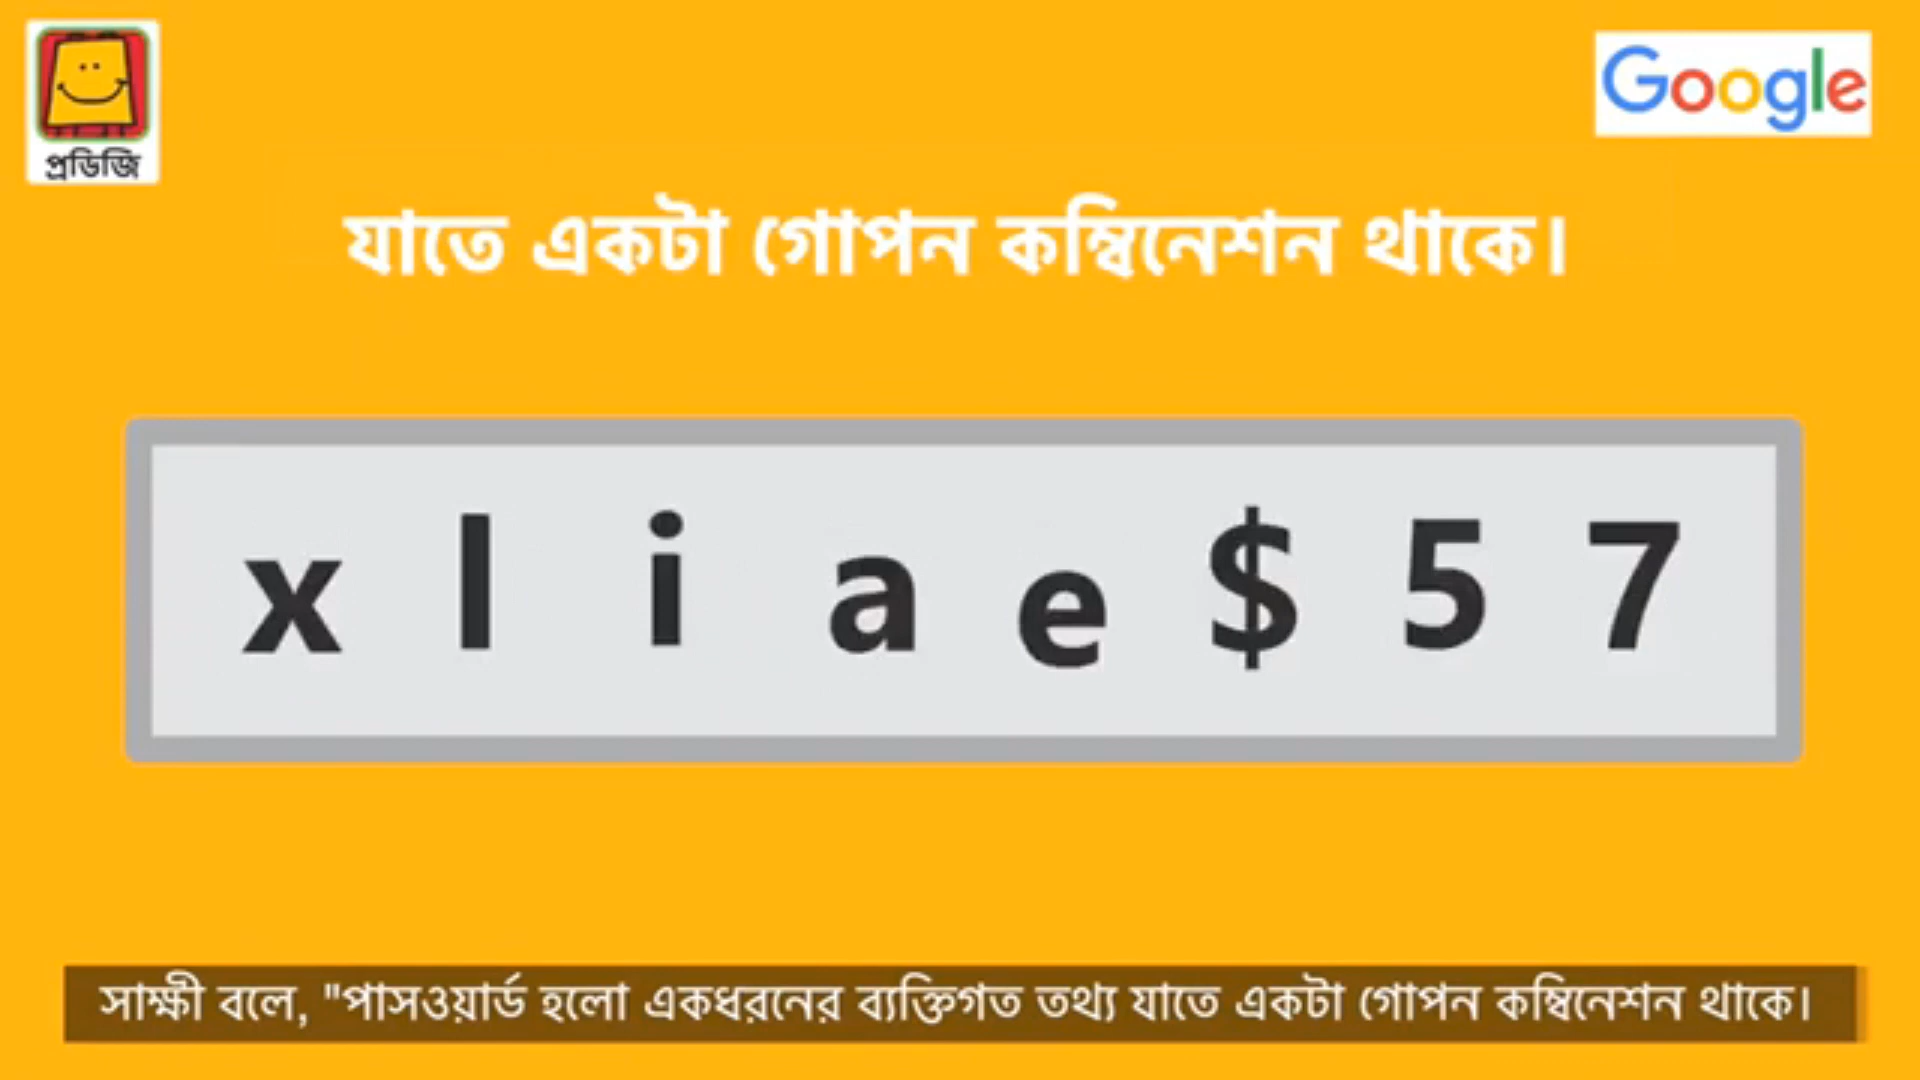 প্রডিজি
Google
যাতে একটা গোপন কম্বিনেশন থাকে।
x l i a e $ 5 7
সাক্ষী বলে, "পাসওয়ার্ড হলো একধরনের ব্যক্তিগত তথ্য যাতে একটা গোপন কম্বিনেশন থাকে।